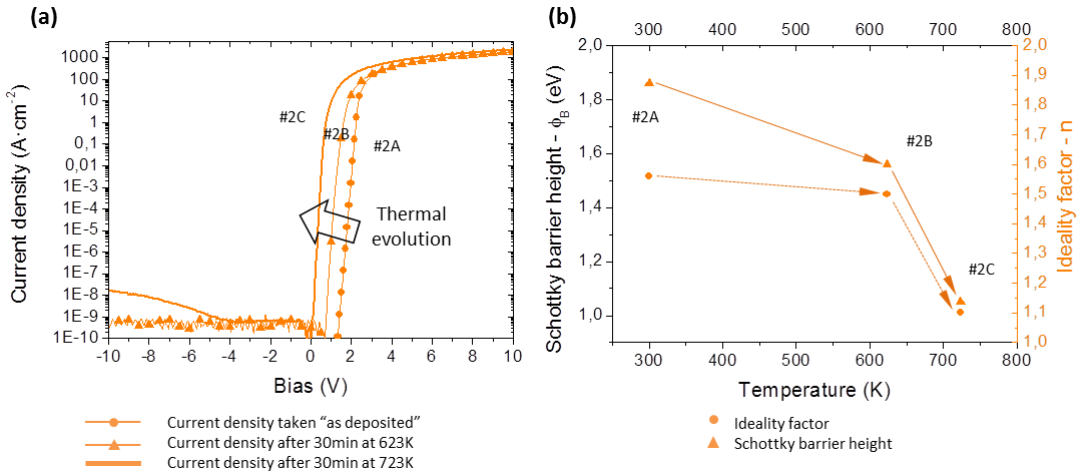 (a)
Current density (A·cm-2)
1000
100
10
1
0,1
0,01
1E-3
1E-4
1E-5
1E-6
1E-7
1E-8
1E-9
1E-10
#2C
#2B
#2A
Thermal
evolution
-10 -8 -6 -4 -2 0 2 4 6 8 10
Bias (V)
Current density taken “as deposited”
Current density after 30min at 623K
Current density after 30min at 723K
(b)
300 400 500 600 700 800
Schottky barrier height - ϕB (eV)
2,0
1,8
1,6
1,4
1,2
1,0
#2A
#2B
#2C
2,0
1,9
1,8
1,7
1,6
1,5
1,4
1,3
1,2
1,1
1,0
Ideality factor - n
300 400 500 600 700 800
Temperature (K)
Ideality factor
Schottky barrier height